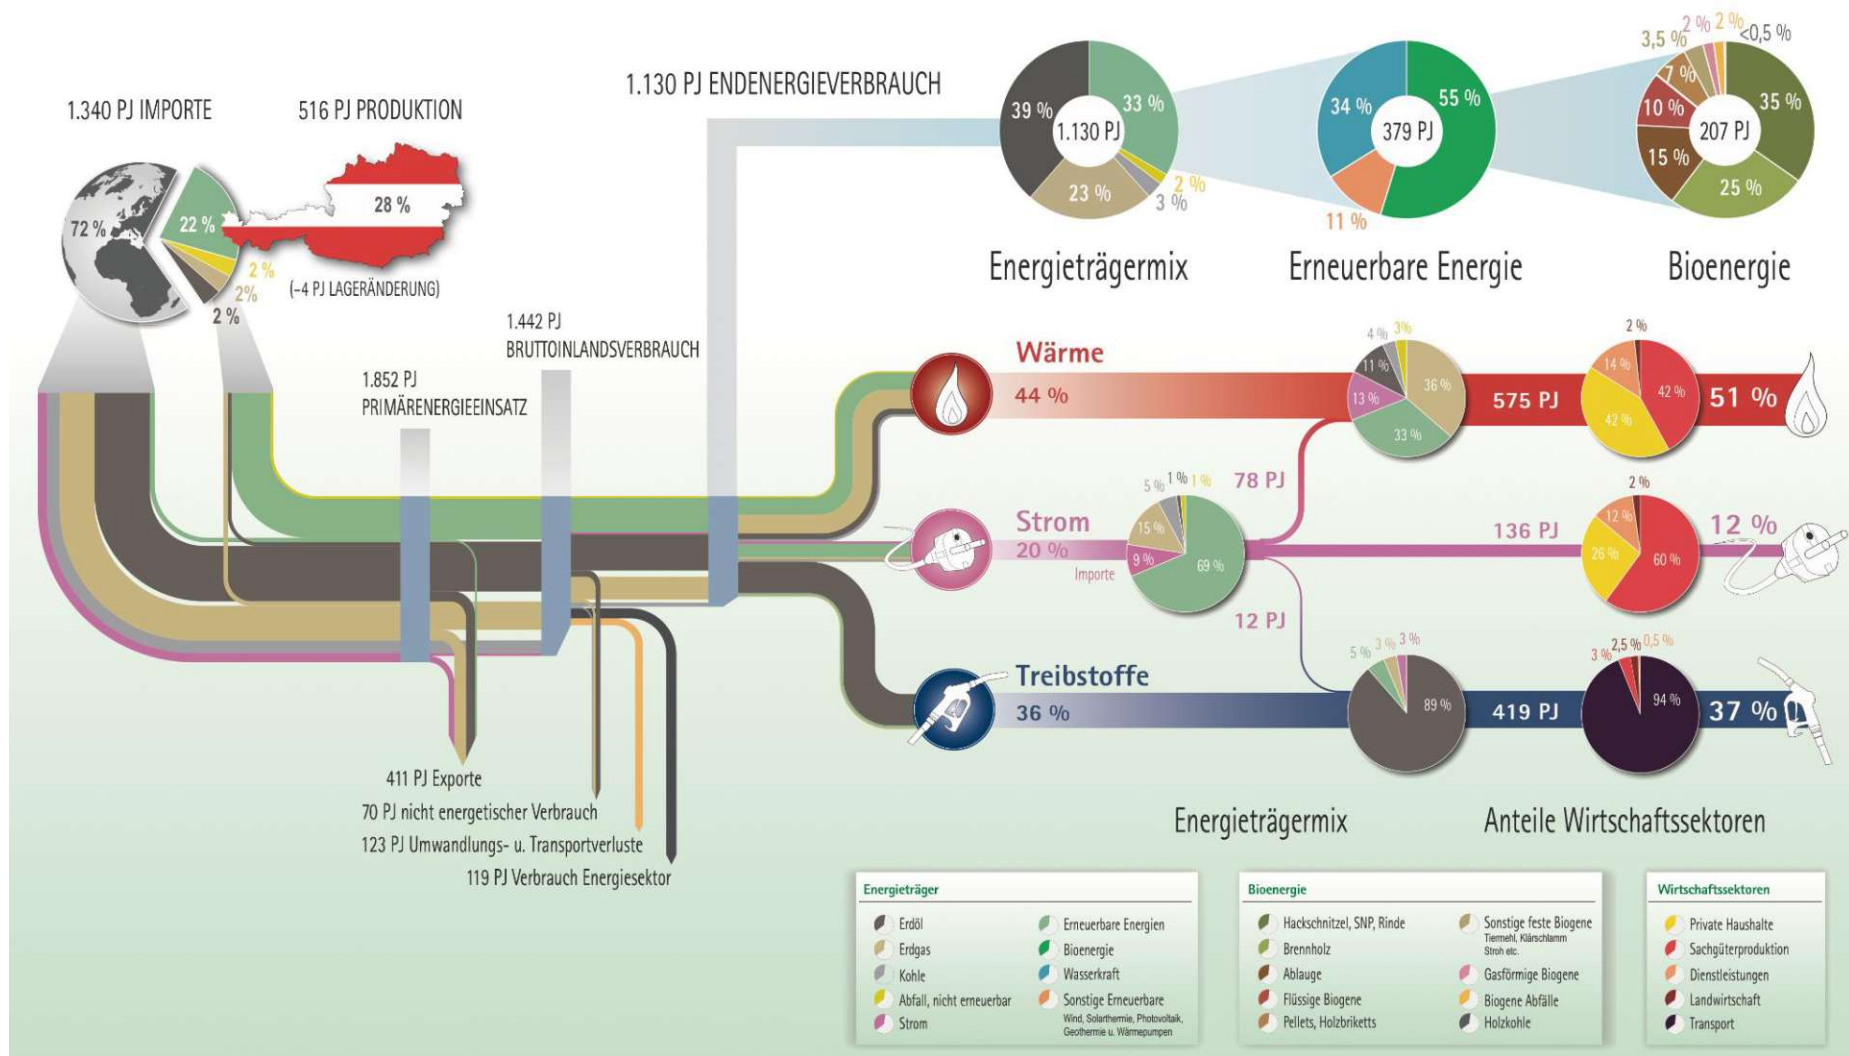 1.340 PJ IMPORTE
516 PJ PRODUKTION
72 %
22 %
2 %
2%
2 %
28 %
(−4 PJ LAGERÄNDERUNG)
1.130 PJ ENDENERGIEVERBRAUCH
39 %
33 %
2 %
3 %
23 %
1.130 PJ
Energieträgermix
34 %
55 %
11 %
379 PJ
Erneuerbare Energie
3,5 %
2 %
2 %
<0,5 %
7 %
10 %
15 %
25 %
35 %
207 PJ
Bioenergie
1.852 PJ
PRIMÄRENERGIEEINSATZ
1.442 PJ
BRUTTOINLANDSVERBRAUCH
Wärme
44 %
4 %
3%
11 %
36 %
13 %
33 %
575 PJ
2 %
14 %
42 %
42 %
51 %
78 PJ
Strom
20 %
Importe
5 %
1 %
1 %
15 %
9 %
69 %
136 PJ
2 %
12 %
26 %
60 %
12 %
12 PJ
Treibstoffe
36 %
5 %
3 %
3 %
89 %
419 PJ
3 %
2,5 %
0,5 %
94 %
37 %
411 PJ Exporte
70 PJ nicht energetischer Verbrauch
123 PJ Umwandlungs- u. Transportverluste
119 PJ Verbrauch Energiesektor
Energieträgermix
Anteile Wirtschaftssektoren
Energieträger
Erdöl
Erdgas
Kohle
Abfall, nicht erneuerbar
Strom
Erneuerbare Energien
Bioenergie
Wasserkraft
Sonstige Erneuerbare
Wind, Solarthermie, Photovoltaik,
Geothermie u. Wärmepumpen
Bioenergie
Hackschnitzel, SNP, Rinde
Brennholz
Ablauge
Flüssige Biogene
Pellets, Holzbriketts
Sonstige feste Biogene
Tiermehl, Klärschlamm
Stroh etc.
Gasförmige Biogene
Biogene Abfälle
Holzkohle
Wirtschaftssektoren
Private Haushalte
Sachgüterproduktion
Dienstleistungen
Landwirtschaft
Transport